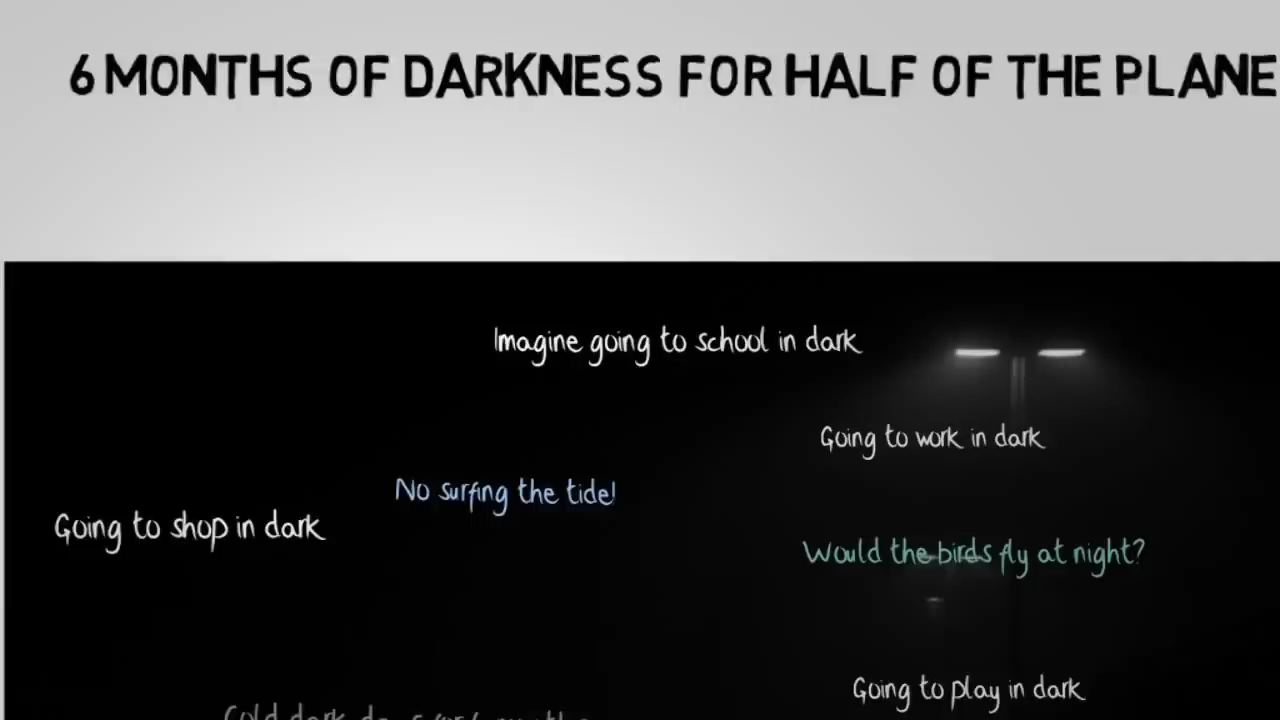 6 MONTHS OF DARKNESS FOR HALF OF THE PLANE
Imagine going to school in dark
Going to work in dark
No surfing the tide!
Going to shop in dark
Would the birds fly at night?
Going to play in dark
Cold dark